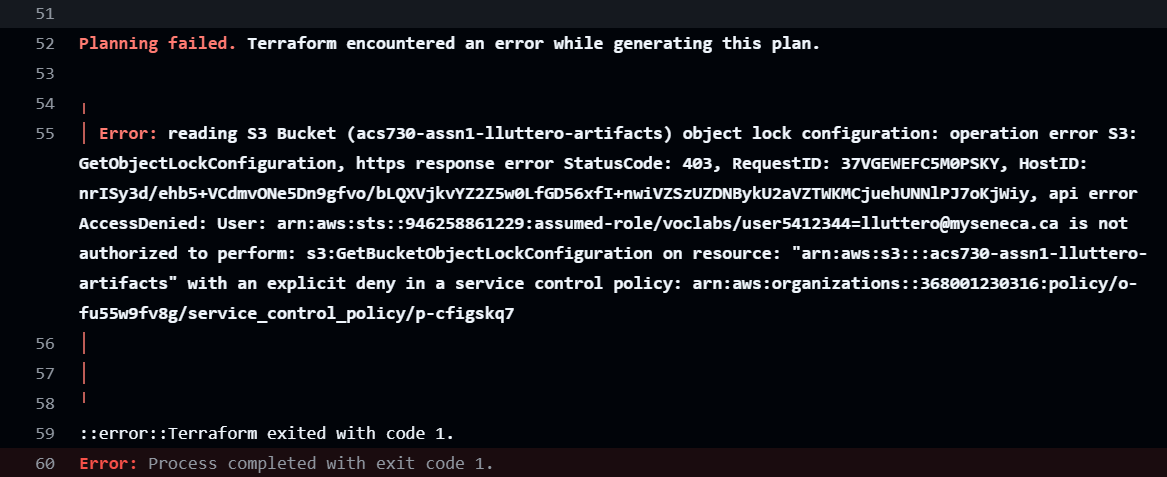 51
52 Planning failed. Terraform encountered an error while generating this plan.
53
54
55 Error: reading S3 Bucket (acs730-assn1-lluttero-artifacts) object lock configuration: operation error S3:
GetObjectLockConfiguration, https response error StatusCode: 403, RequestID: 37VGEWEFC5M0PSKY, HostID:
nrISy3d/ehb5+VCdmvONe5Dn9gfvo/bLQXVjkvYZ2Z5w0LfGD56xfI+nwiVZSzUZDNBykU2aVZTWKMCjuehUNNlPJ7oKjWiy, api error
AccessDenied: User: arn:aws:sts::946258861229:assumed-role/voclabs/user5412344=lluttero@myseneca.ca is not
authorized to perform: s3:GetBucketObjectLockConfiguration on resource: "arn:aws:s3:::acs730-assn1-lluttero-
artifacts" with an explicit deny in a service control policy: arn:aws:organizations::368001230316:policy/o-
fu55w9fv8g/service_control_policy/p-cfigskq7
56
57
58
59 ::error::Terraform exited with code 1.
60 Error: Process completed with exit code 1.